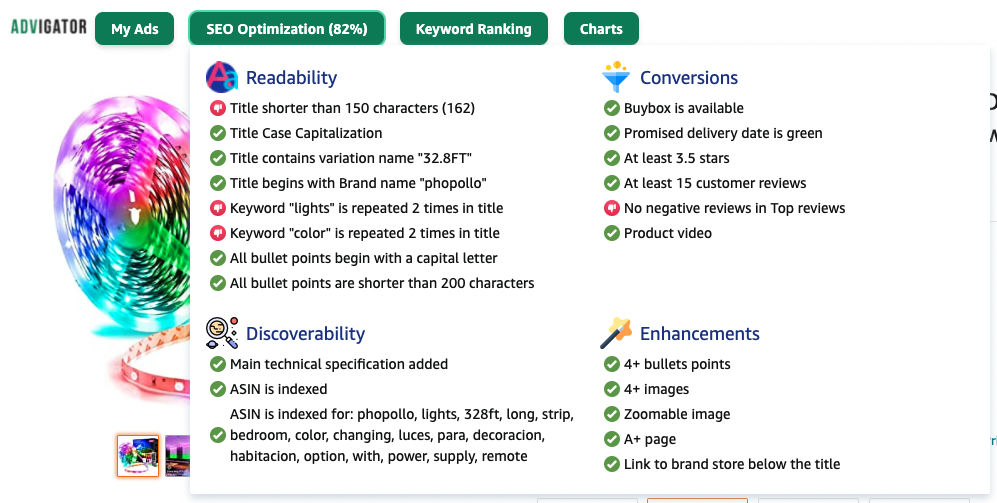 ADVIGATOR
My Ads
SEO Optimization (82%)
Keyword Ranking
Charts
Readability
Title shorter than 150 characters (162)
Title Case Capitalization
Title contains variation name "32.8FT"
Title begins with Brand name "phopollo"
Keyword "lights" is repeated 2 times in title
Keyword "color" is repeated 2 times in title
All bullet points begin with a capital letter
All bullet points are shorter than 200 characters
Conversions
Buybox is available
Promised delivery date is green
At least 3.5 stars
At least 15 customer reviews
No negative reviews in Top reviews
Product video
Discoverability
Main technical specification added
ASIN is indexed
ASIN is indexed for: phopollo, lights, 328ft, long, strip,
bedroom, color, changing, luces, para, decoracion,
habitacion, option, with, power, supply, remote
Enhancements
4+ bullets points
4+ images
Zoomable image
A+ page
Link to brand store below the title